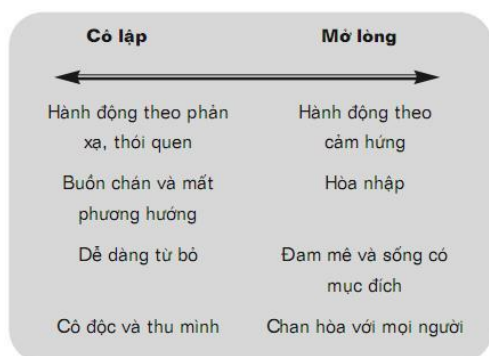 Cô lập Mở lòng
Hành động theo phản Hành động theo
xạ, thói quen cảm hứng
Buồn chán và mất Hòa nhập
phương hướng
Dễ dàng từ bỏ Đam mê và sống có
mục đích
Cô độc và thu mình Chan hòa với mọi người